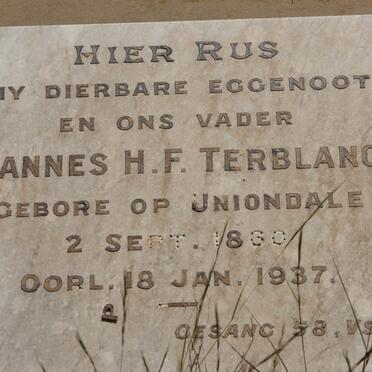 HIER RUS
MY DIERBARE EGGENOOT
EN ONS VADER
ANNES H.F. TERBLANC
GEBORE OP UNIONDALE
2 SEPT. 1860
OORL. 18 JAN. 1937.
P
GESANG 58. VS